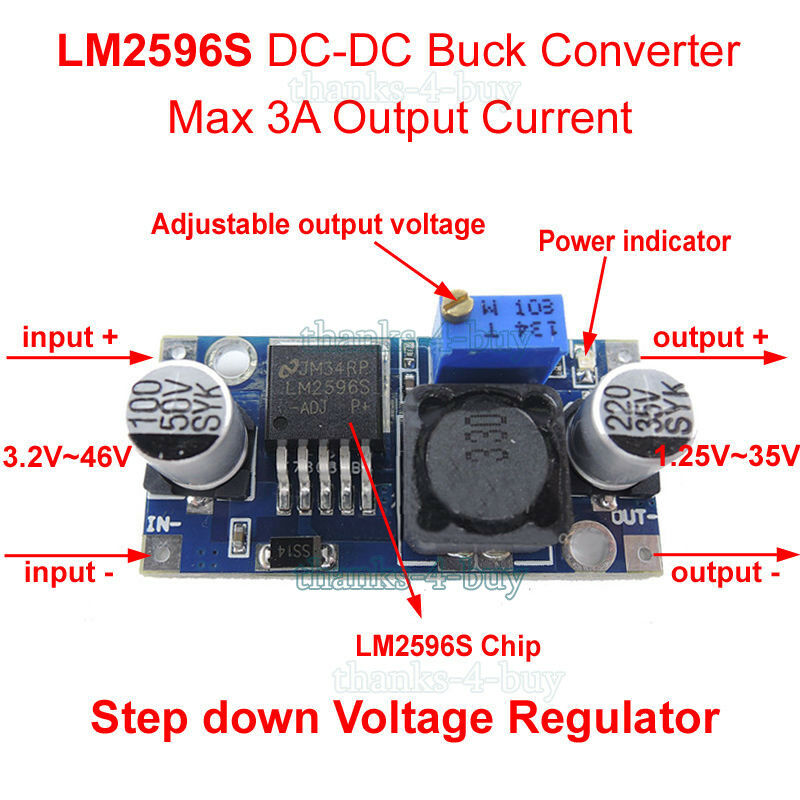 LM2596S DC-DC Buck Converter
thanks-4-buy
Max 3A Output Current
Adjustable output voltage
Power indicator
input +
output +
thanks-4-buy
103
W
134
T
JM34RP
LM2596S
-ADJ P+
100
50V
SYK
330
220
35V
SYK
3.2V~46V
1.25V~35V
IN-
OUT-
SS14
input -
output -
thanks-4-buy
LM2596S Chip
thanks-4-buy
Step down Voltage Regulator